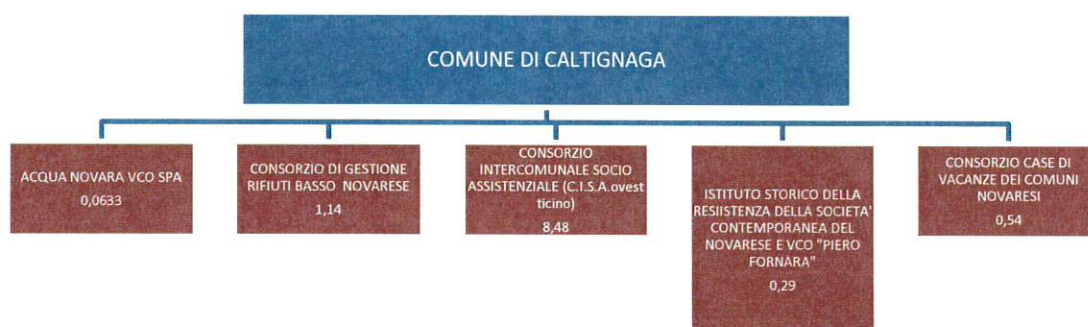 COMUNE DI CALTIGNAGA
ACQUA NOVARA VCO SPA
0,0633
CONSORZIO DI GESTIONE
RIFIUTI BASSO NOVARESE
1,14
CONSORZIO
INTERCOMUNALE SOCIO
ASSISTENZIALE (C.I.S.A.ovest
ticino)
8,48
ISTITUTO STORICO DELLA
RESIISTENZA DELLA SOCIETA'
CONTEMPORANEA DEL
NOVARESE E VCO "PIERO
FORNARA"
0,29
CONSORZIO CASE DI
VACANZE DEI COMUNI
NOVARESI
0,54